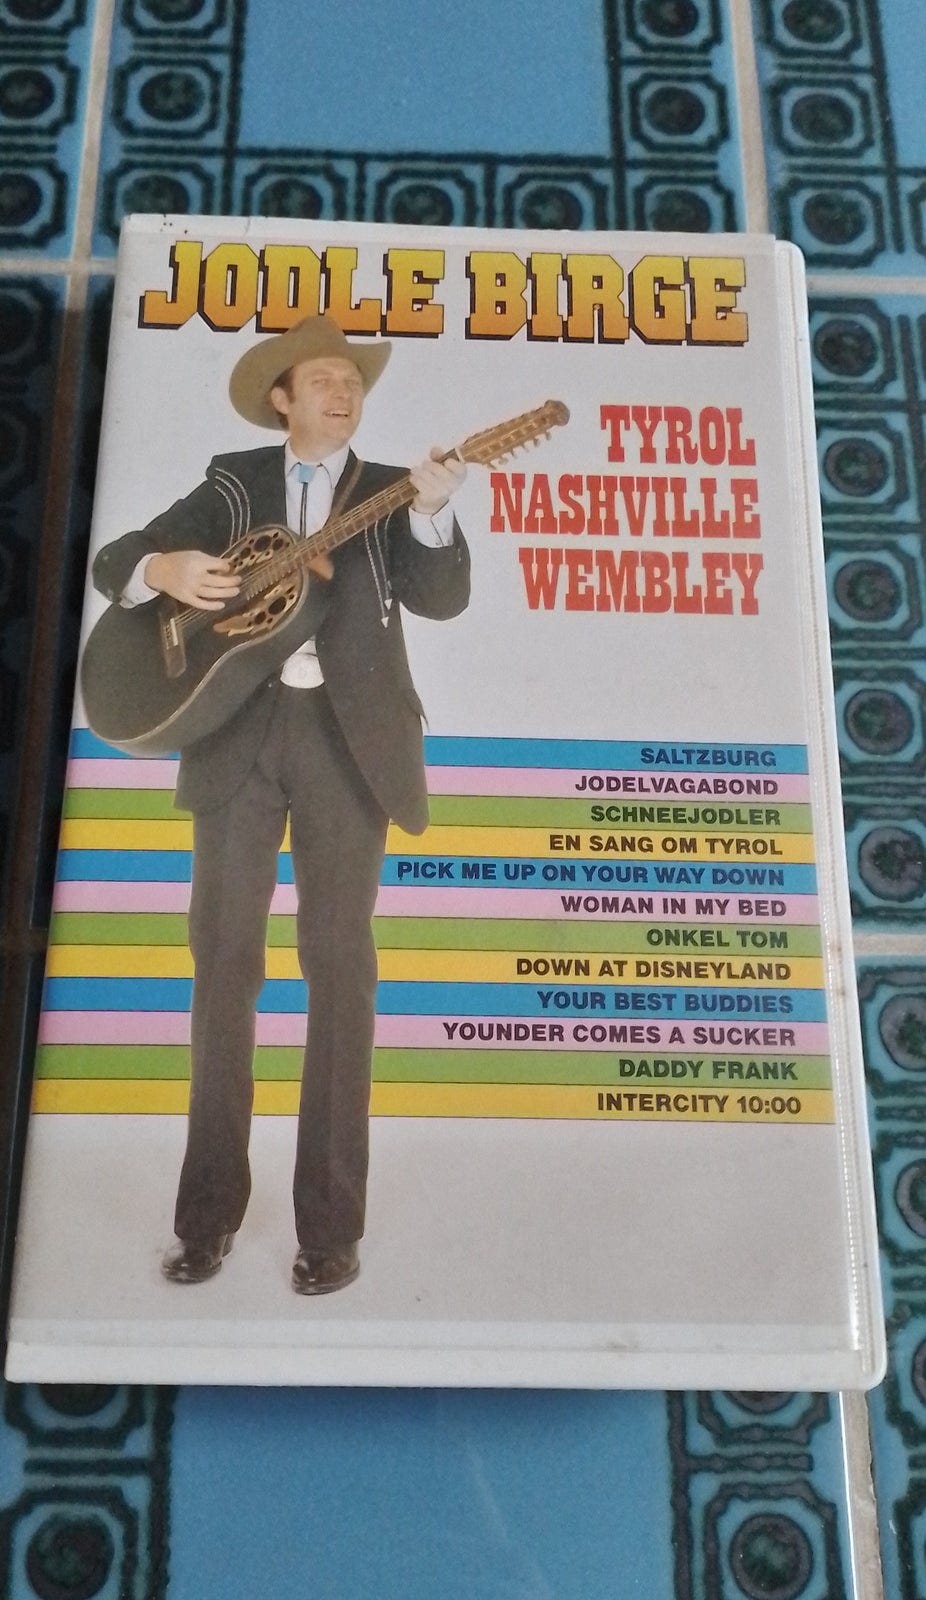 JODLE BIRGE
TYROL
NASHVILLE
WEMBLEY
SALTZBURG
JODELVAGABOND
SCHNEEJODLER
EN SANG OM TYROL
PICK ME UP ON YOUR WAY DOWN
WOMAN IN MY BED
ONKEL TOM
DOWN AT DISNEYLAND
YOUR BEST BUDDIES
YOUNDER COMES A SUCKER
DADDY FRANK
INTERCITY 10:00